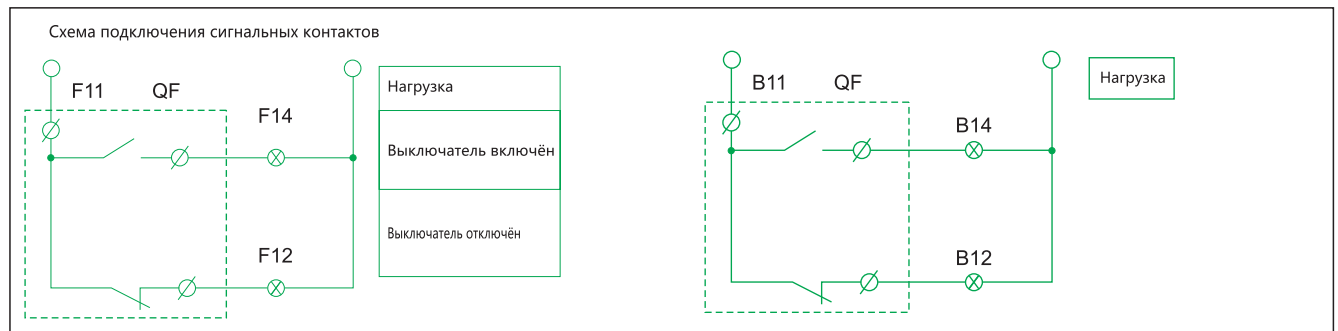 Схема подключения сигнальных контактов
F11
QF
F14
F12
Нагрузка
Выключатель включён
Выключатель отключён
B11
QF
B14
B12
Нагрузка